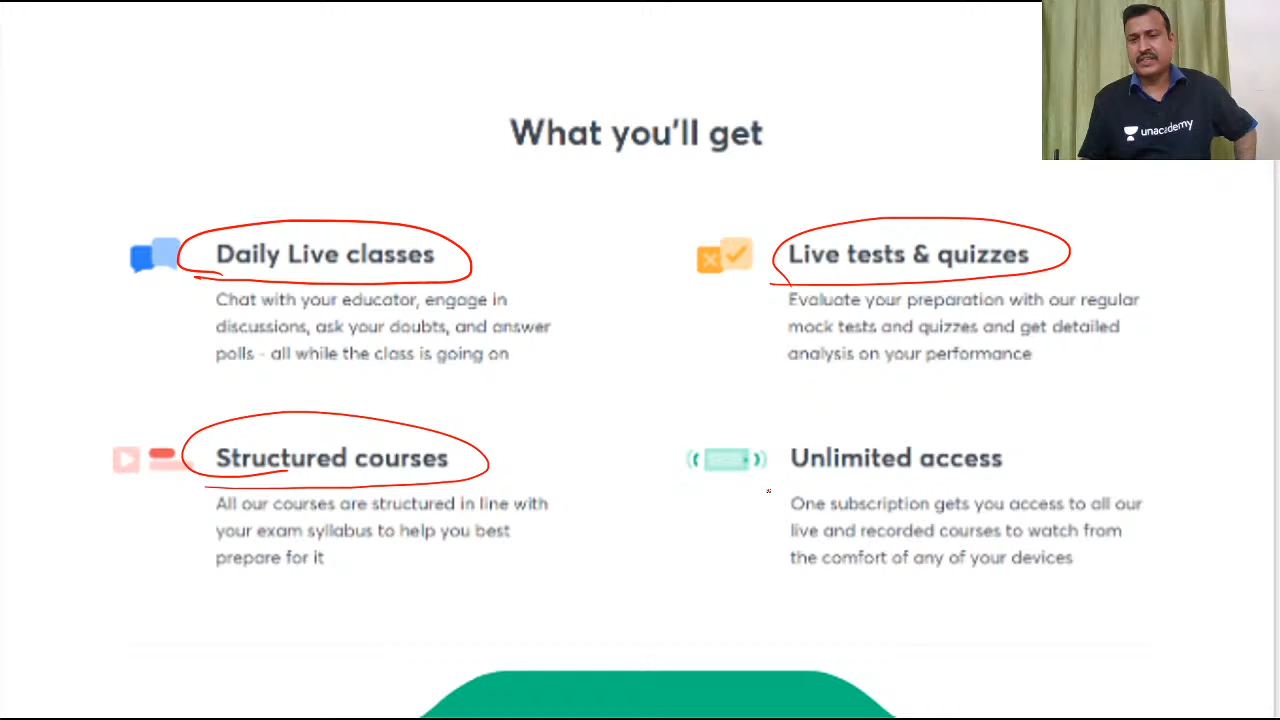 unacademy
What you'll get
Daily Live classes
Chat with your educator, engage in
discussions, ask your doubts, and answer
polls - all while the class is going on
Live tests & quizzes
Evaluate your preparation with our regular
mock tests and quizzes and get detailed
analysis on your performance
Structured courses
All our courses are structured in line with
your exam syllabus to help you best
prepare for it
Unlimited access
One subscription gets you access to all our
live and recorded courses to watch from
the comfort of any of your devices